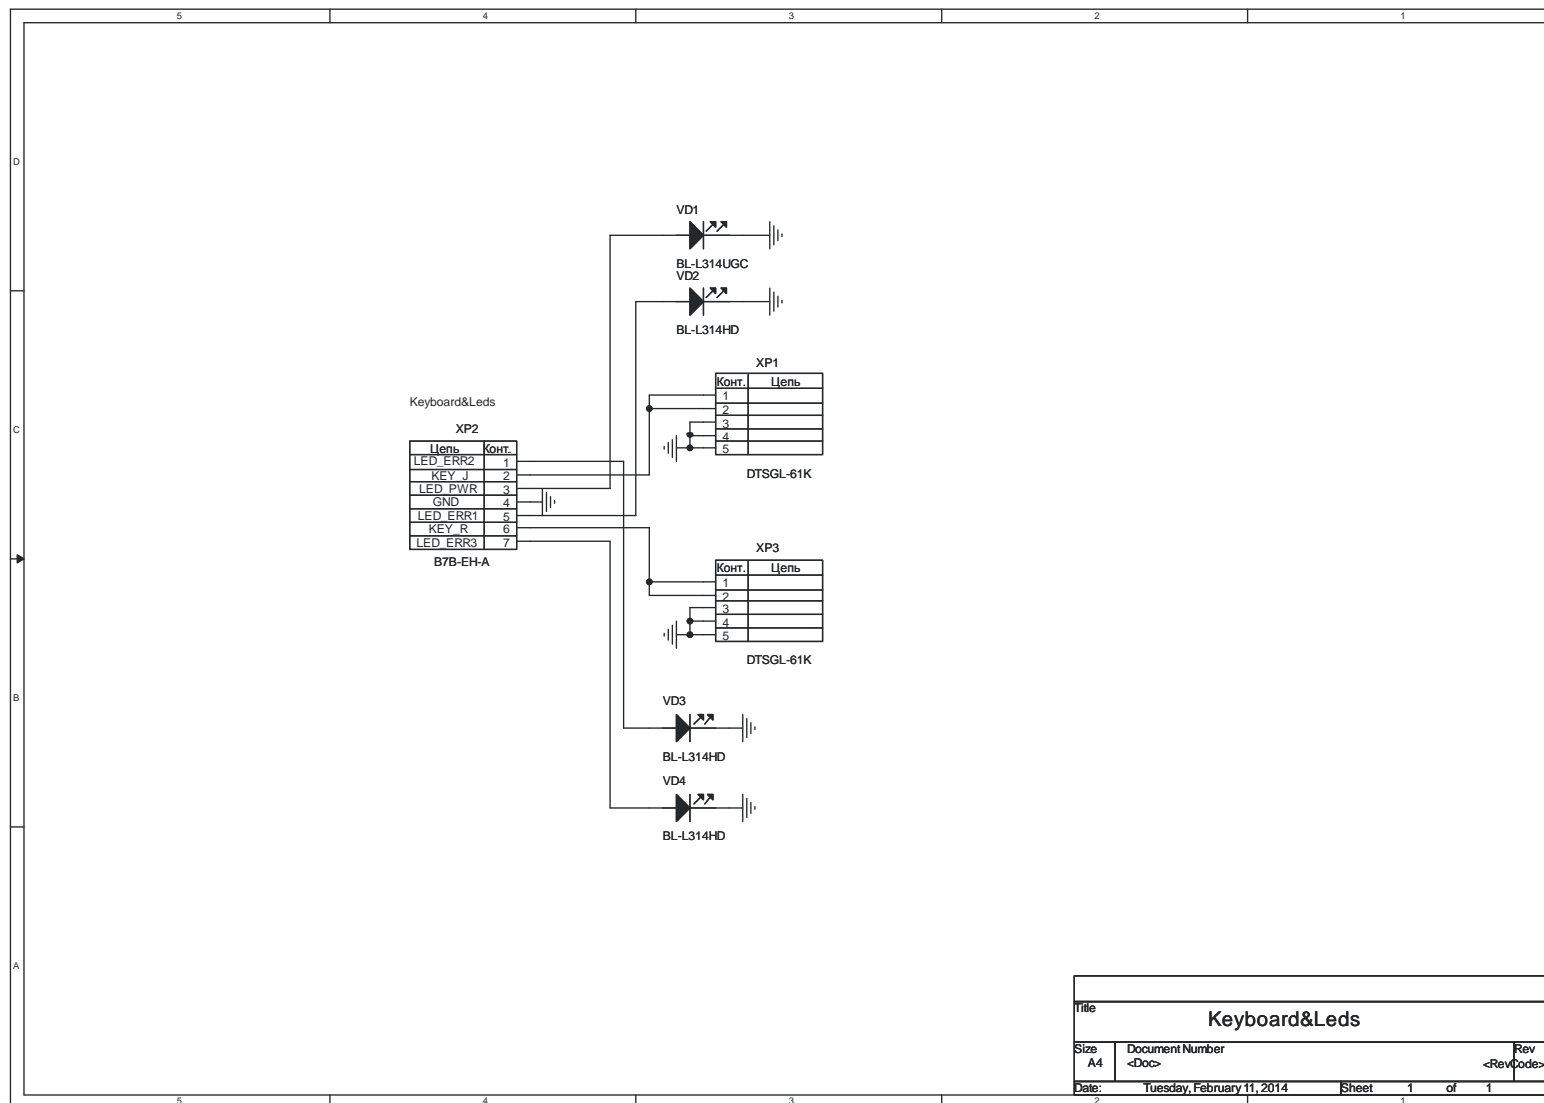 5 4 3 2 1
D
C
B
A
VD1
BL-L314UGC
VD2
BL-L314HD
XP1
Конт. Цепь
1
2
3
4
5
DTSGL-61K
Keyboard&Leds
XP2
Цепь Конт.
LED_ERR2 1
KEY_J 2
LED_PWR 3
GND 4
LED_ERR1 5
KEY_R 6
LED_ERR3 7
B7B-EH-A
XP3
Конт. Цепь
1
2
3
4
5
DTSGL-61K
VD3
BL-L314HD
VD4
BL-L314HD
Title
Keyboard&Leds
Size Document Number Rev
A4 <Doc> <RevCode>
Date: Tuesday, February 11, 2014 Sheet 1 of 1
5 4 3 2 1